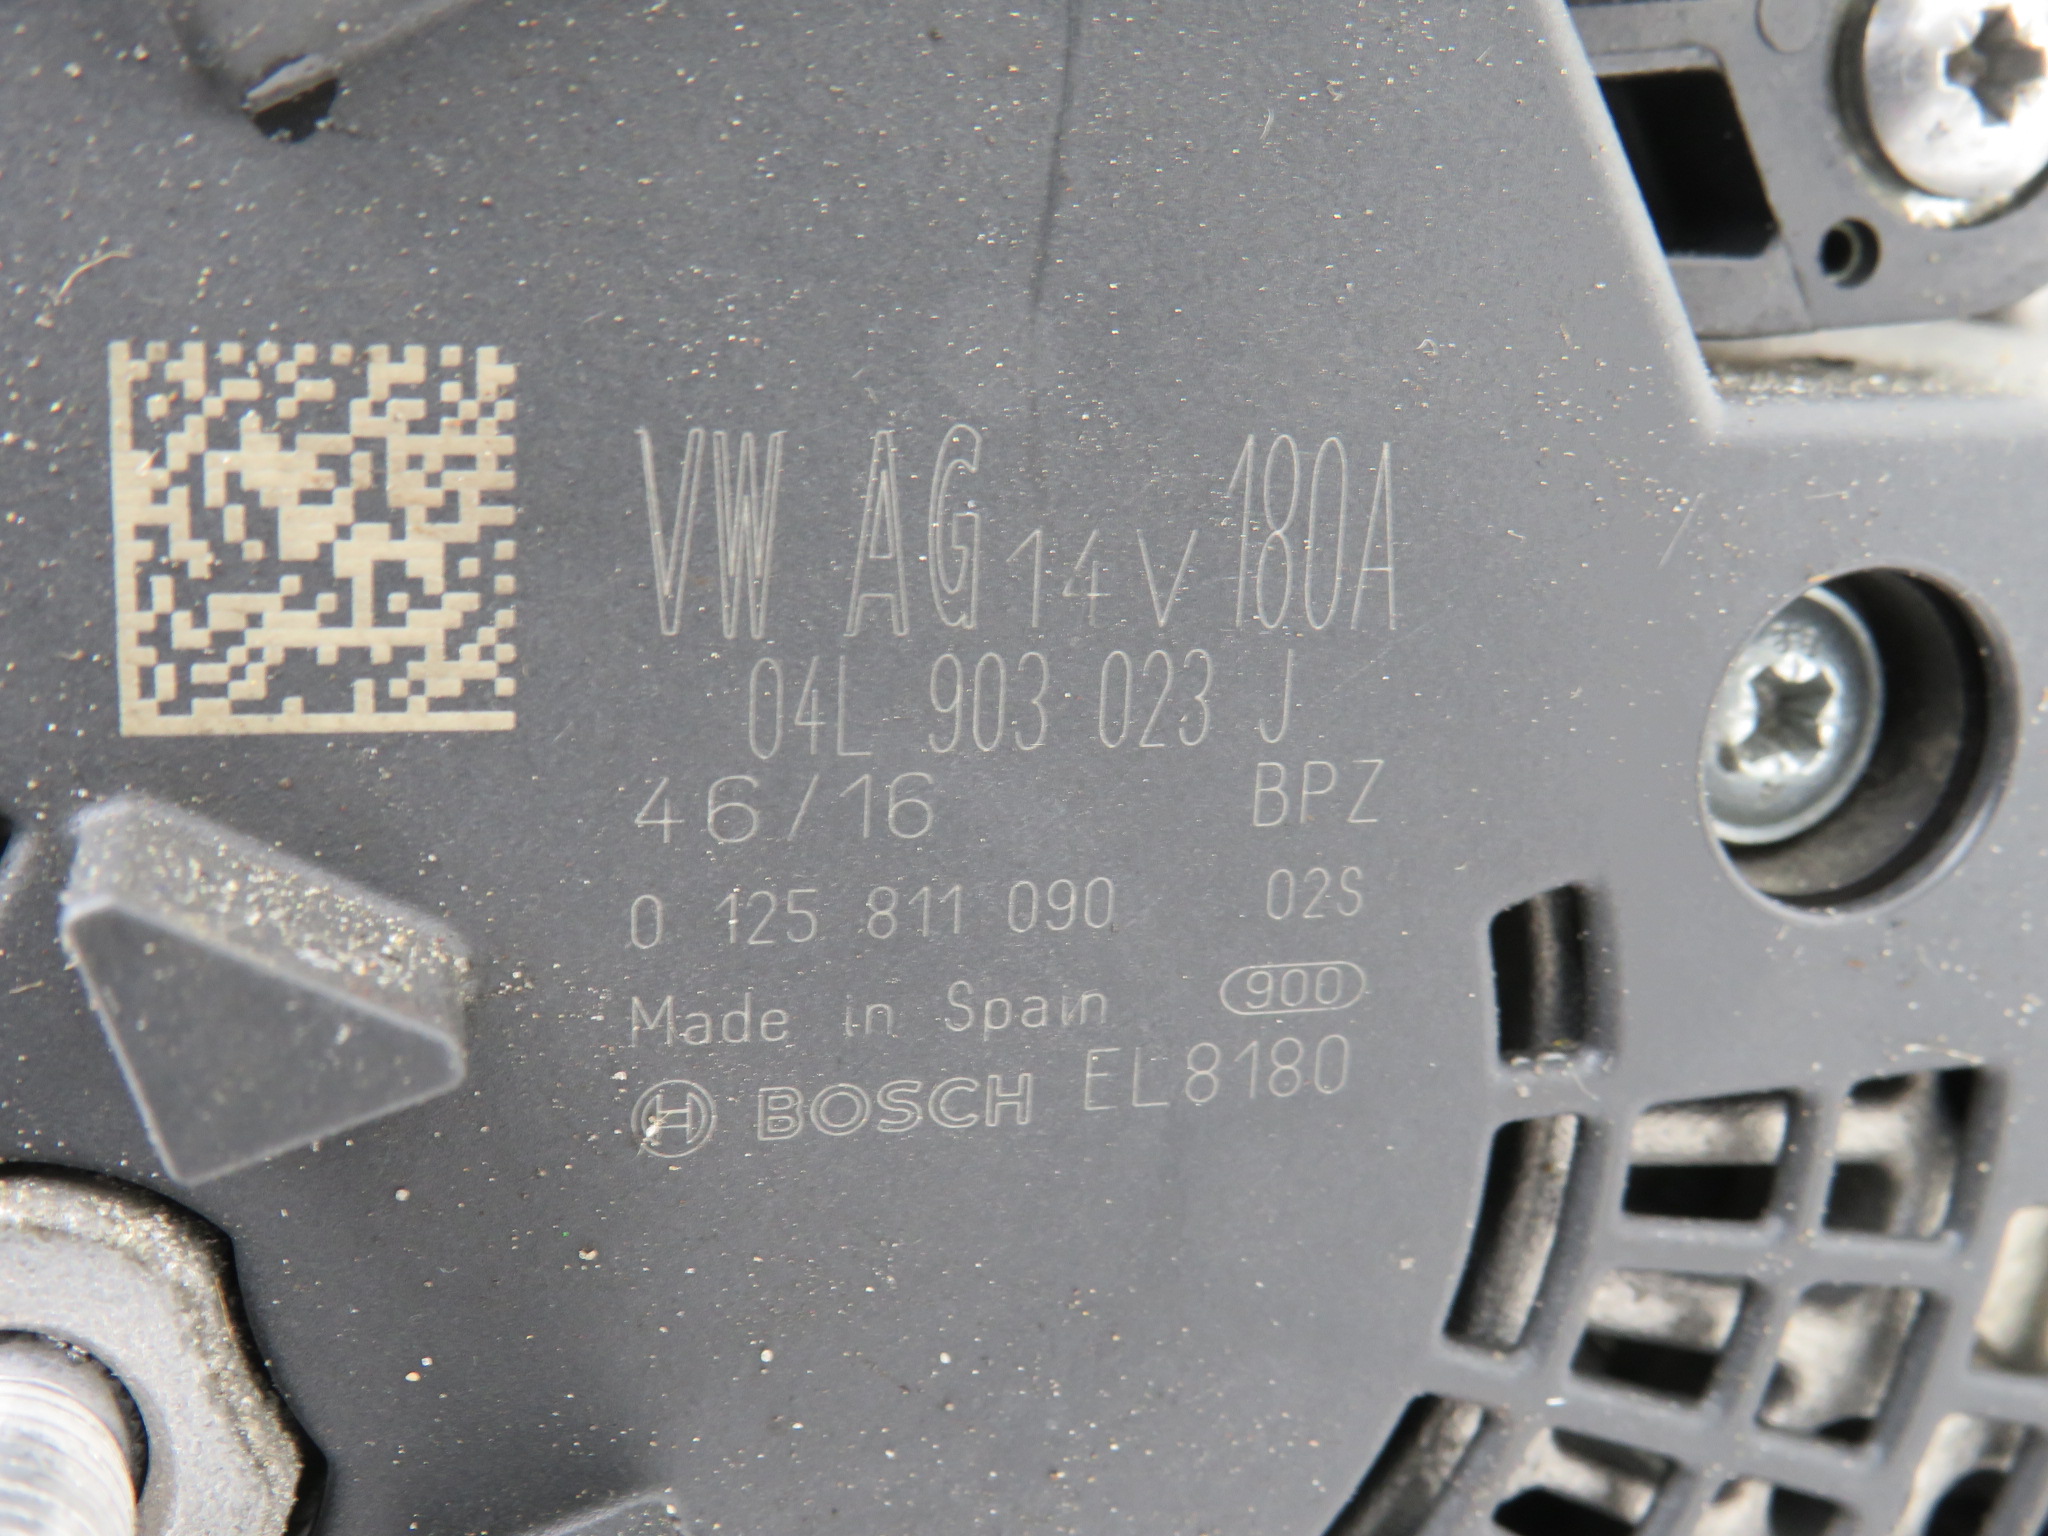 VW AG 14V 180A
04L 903 023 J
46/16 BPZ
0 125 811 090 02S
Made in Spain 900
BOSCH EL8180